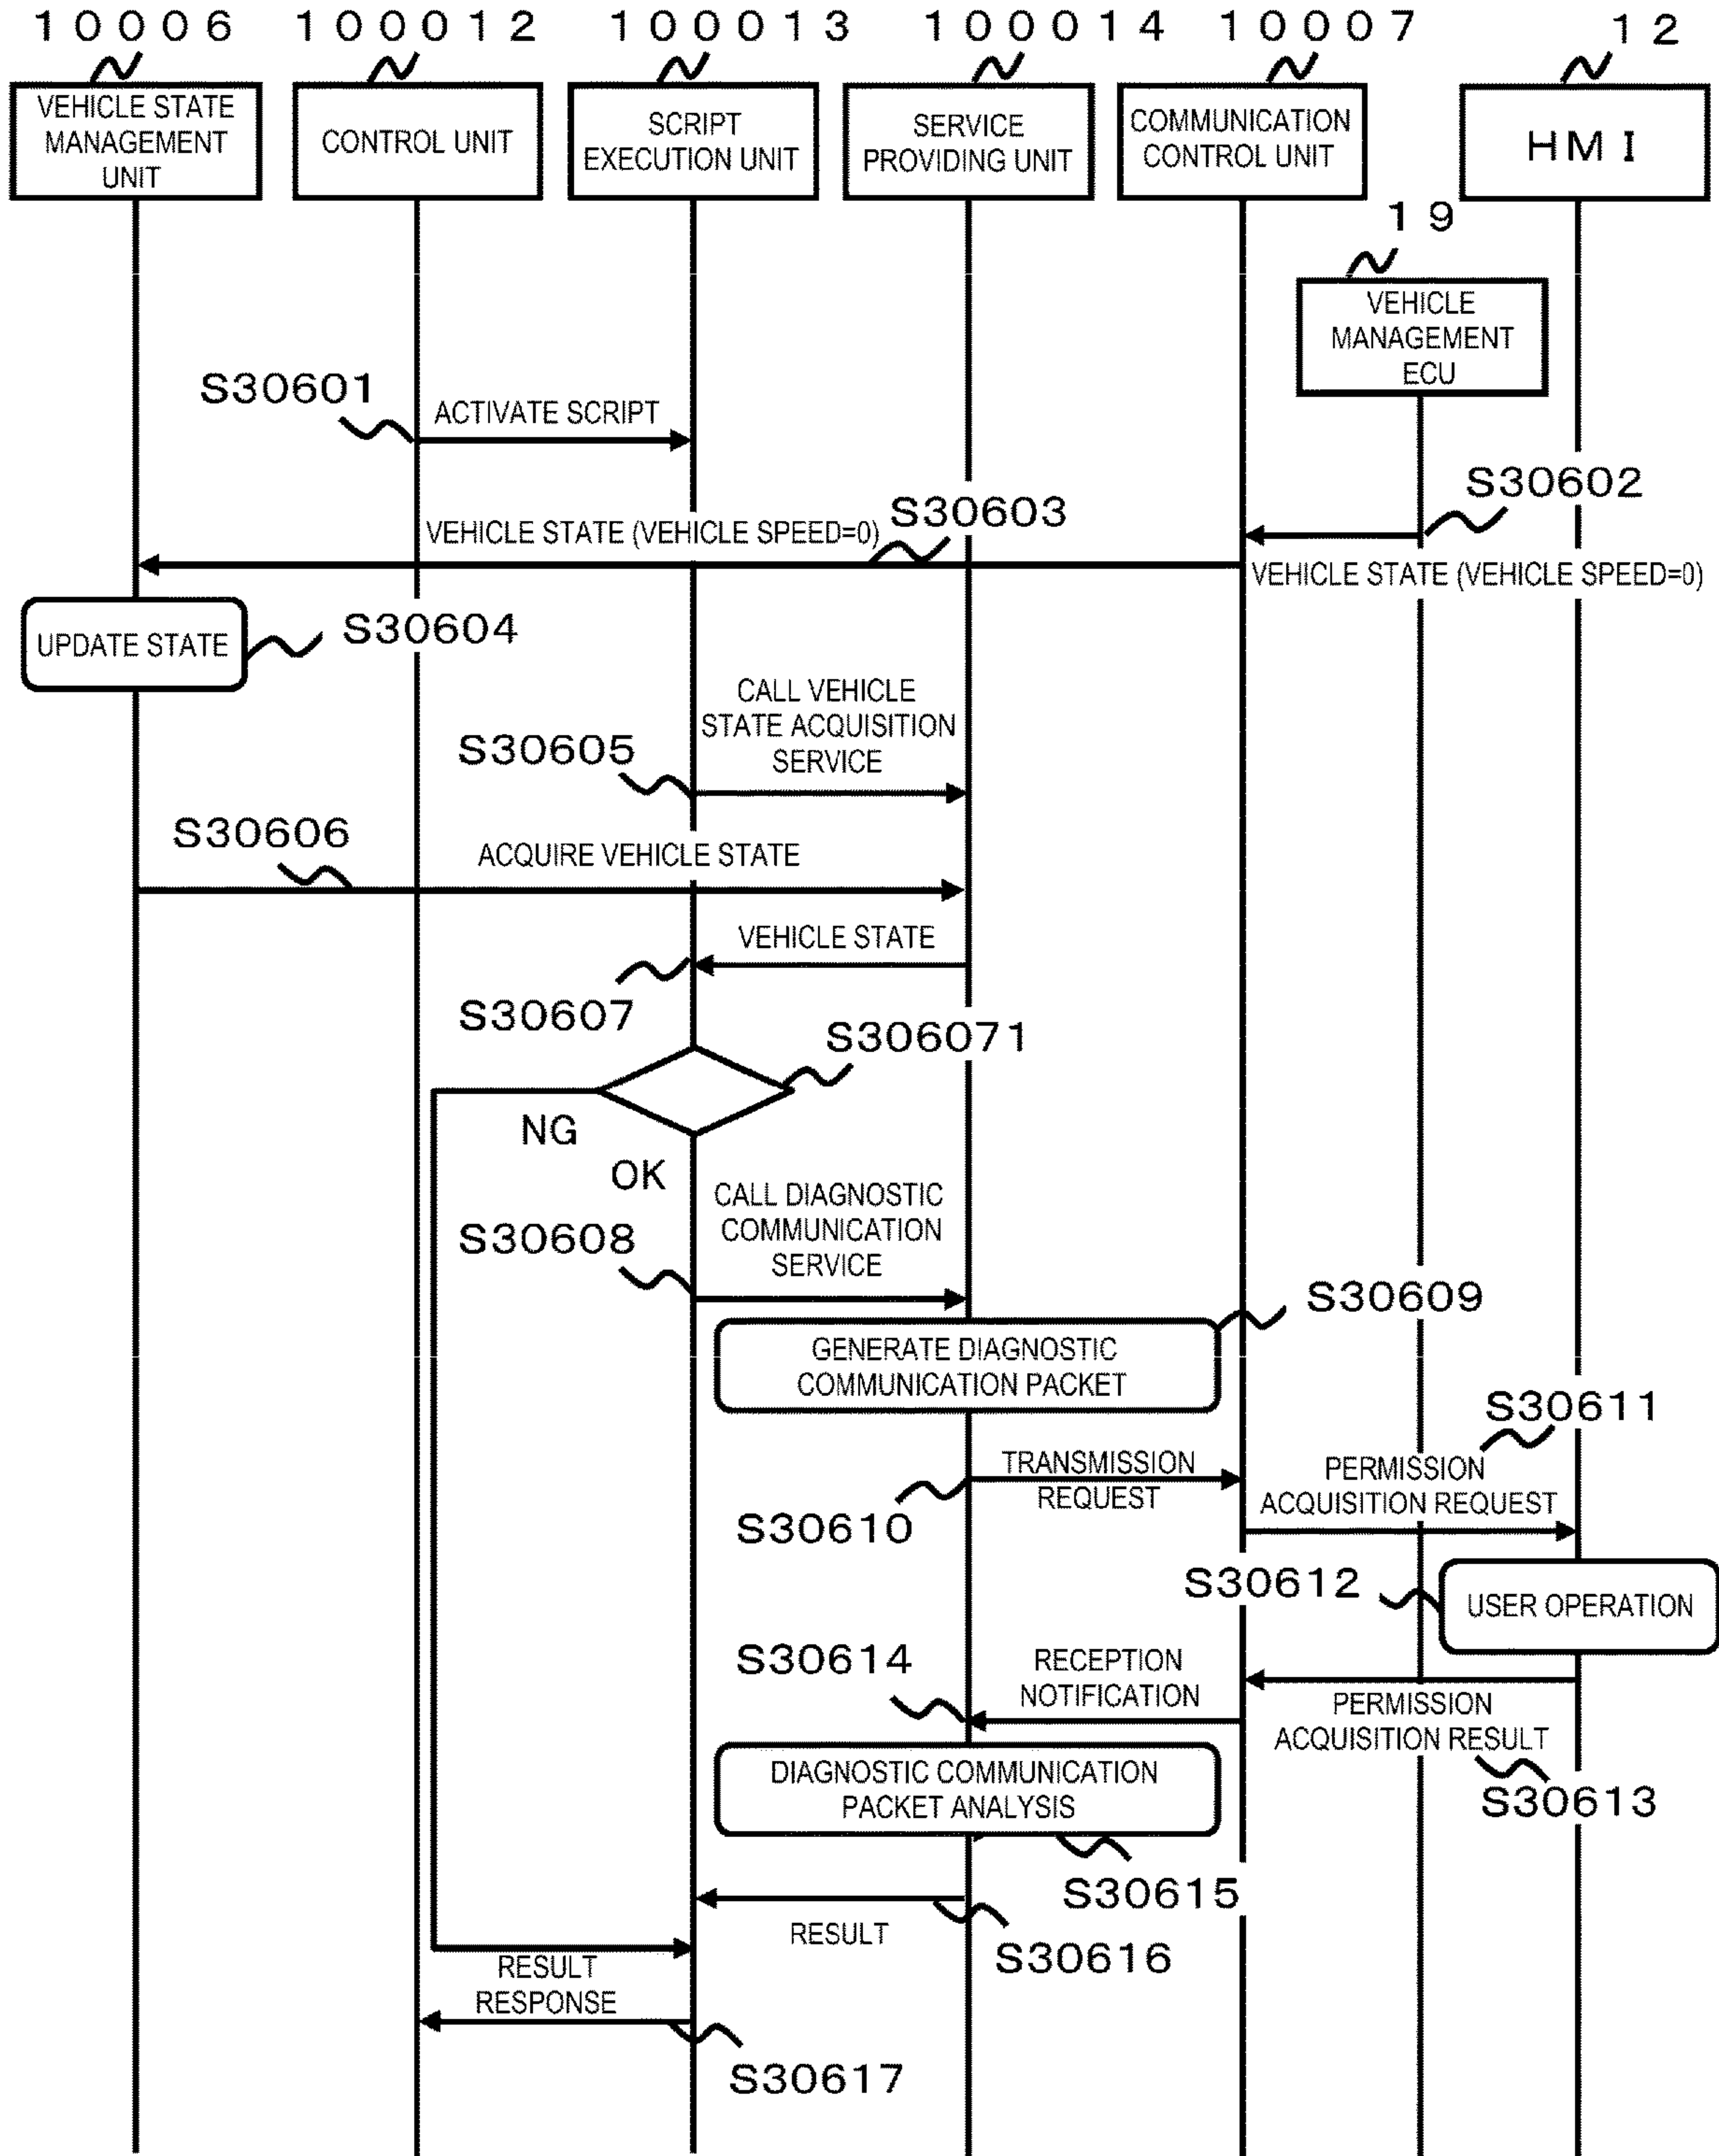 10006
100012
100013
100014
10007
12
VEHICLE STATE
MANAGEMENT
UNIT
CONTROL UNIT
SCRIPT
EXECUTION UNIT
SERVICE
PROVIDING UNIT
COMMUNICATION
CONTROL UNIT
HMI
19
VEHICLE
MANAGEMENT
ECU
S30601
ACTIVATE SCRIPT
S30602
S30603
VEHICLE STATE (VEHICLE SPEED=0)
VEHICLE STATE (VEHICLE SPEED=0)
UPDATE STATE
S30604
CALL VEHICLE
STATE ACQUISITION
SERVICE
S30605
S30606
ACQUIRE VEHICLE STATE
VEHICLE STATE
S30607
S306071
NG
OK
CALL DIAGNOSTIC
COMMUNICATION
SERVICE
S30608
S30609
GENERATE DIAGNOSTIC
COMMUNICATION PACKET
S30611
TRANSMISSION
REQUEST
PERMISSION
ACQUISITION REQUEST
S30610
S30612
USER OPERATION
S30614
RECEPTION
NOTIFICATION
PERMISSION
ACQUISITION RESULT
S30613
DIAGNOSTIC COMMUNICATION
PACKET ANALYSIS
S30615
RESULT
S30616
RESULT
RESPONSE
S30617